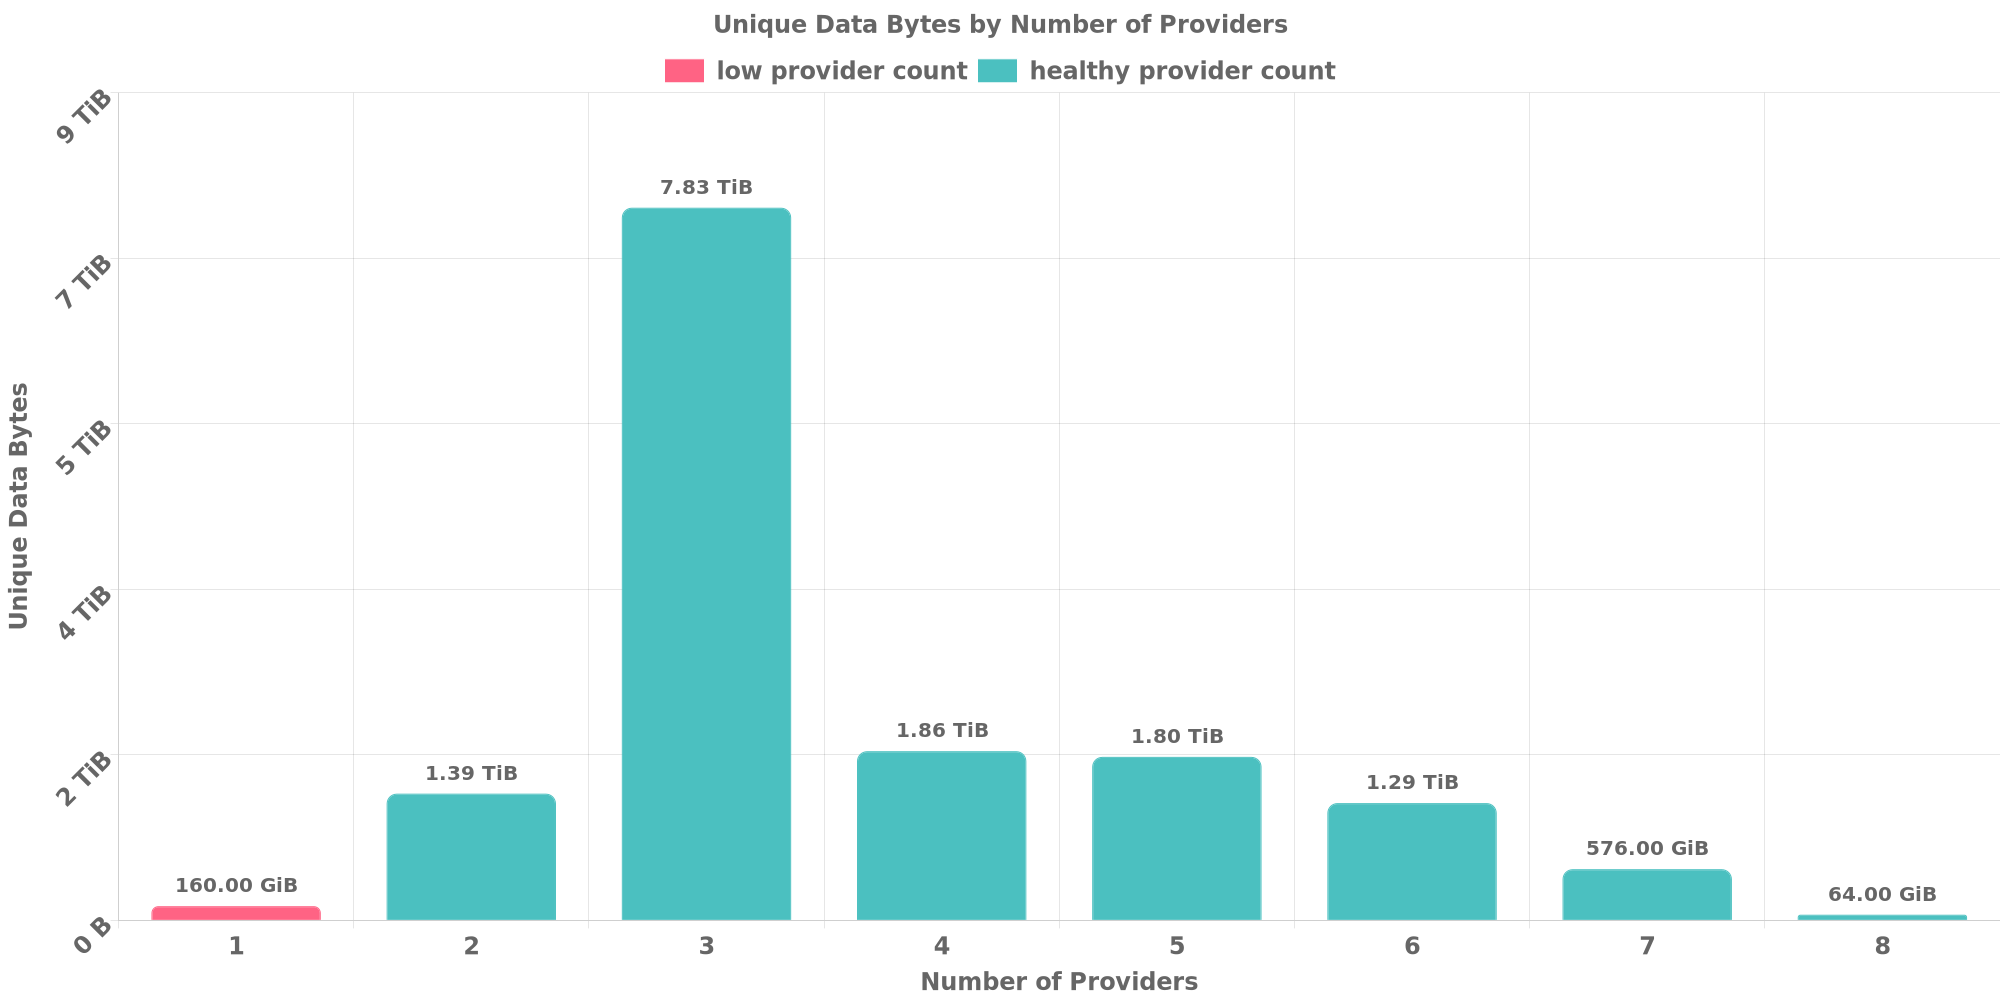 Unique Data Bytes by Number of Providers
low provider count healthy provider count
9 TiB
7 TiB
5 TiB
4 TiB
2 TiB
0 B
Unique Data Bytes
160.00 GiB
1.39 TiB
7.83 TiB
1.86 TiB
1.80 TiB
1.29 TiB
576.00 GiB
64.00 GiB
1 2 3 4 5 6 7 8
Number of Providers